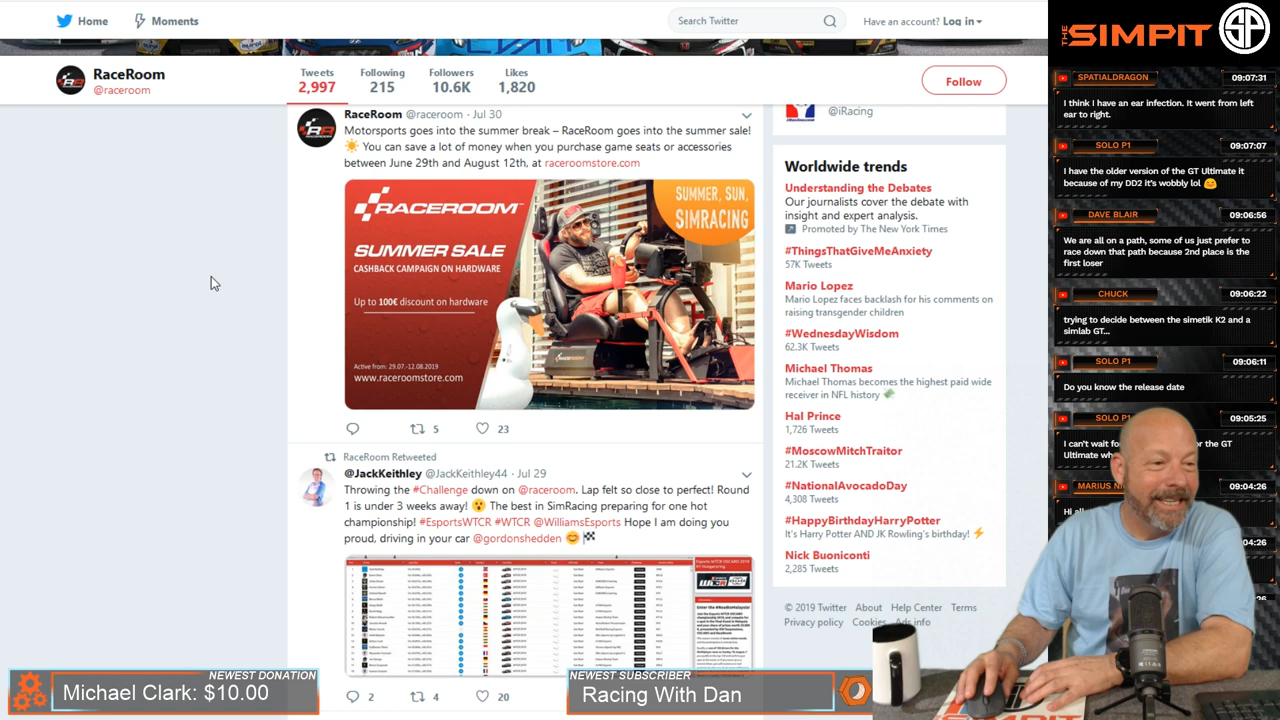 Home
Moments
Search Twitter
Have an account? Log in
RaceRoom
@raceroom
Tweets
2,997
Following
215
Followers
10.6K
Likes
1,820
Follow
RaceRoom @raceroom · Jul 30
Motorsports goes into the summer break – RaceRoom goes into the summer sale!
You can save a lot of money when you purchase game seats or accessories
between June 29th and August 12th, at raceroomstore.com
RACEROOM
SUMMER SALE
CASHBACK CAMPAIGN ON HARDWARE
Up to 100€ discount on hardware
Active from: 29.07.-12.08.2019
www.raceroomstore.com
SUMMER, SUN,
SIMRACING
5
23
RaceRoom Retweeted
@JackKeithley @JackKeithley44 · Jul 29
Throwing the #Challenge down on @raceroom. Lap felt so close to perfect! Round
1 is under 3 weeks away! The best in SimRacing preparing for one hot
championship! #EsportsWTCR #WTCR @WilliamsEsports Hope I am doing you
proud, driving in your car @gordonshedden
2
4
20
@iRacing
Worldwide trends
Understanding the Debates
Our journalists cover the debate with
insight and expert analysis.
Promoted by The New York Times
#ThingsThatGiveMeAnxiety
57K Tweets
Mario Lopez
Mario Lopez faces backlash for his comments on
raising transgender children
#WednesdayWisdom
62.3K Tweets
Michael Thomas
Michael Thomas becomes the highest paid wide
receiver in NFL history
Hal Prince
1,726 Tweets
#MoscowMitchTraitor
21.2K Tweets
#NationalAvocadoDay
4,308 Tweets
#HappyBirthdayHarryPotter
It's Harry Potter AND JK Rowling's birthday!
Nick Buoniconti
2,285 Tweets
© 2019 Twitter About Help Center Terms
Privacy policy Cookies Ads info
THE SIMPIT SP
SPATIALDRAGON 09:07:31
I think I have an ear infection. It went from left
ear to right.
SOLO P1 09:07:07
I have the older version of the GT Ultimate it
because of my DD2 it's wobbly lol
DAVE BLAIR 09:06:56
We are all on a path, some of us just prefer to
race down that path because 2nd place is the
first loser
CHUCK 09:06:22
trying to decide between the simetik K2 and a
simlab GT...
SOLO P1 09:06:11
Do you know the release date
SOLO P1 09:05:25
I can't wait for the GT
Ultimate
MARIUS 09:04:26
Hi
NEWEST DONATION
Michael Clark: $10.00
NEWEST SUBSCRIBER
Racing With Dan